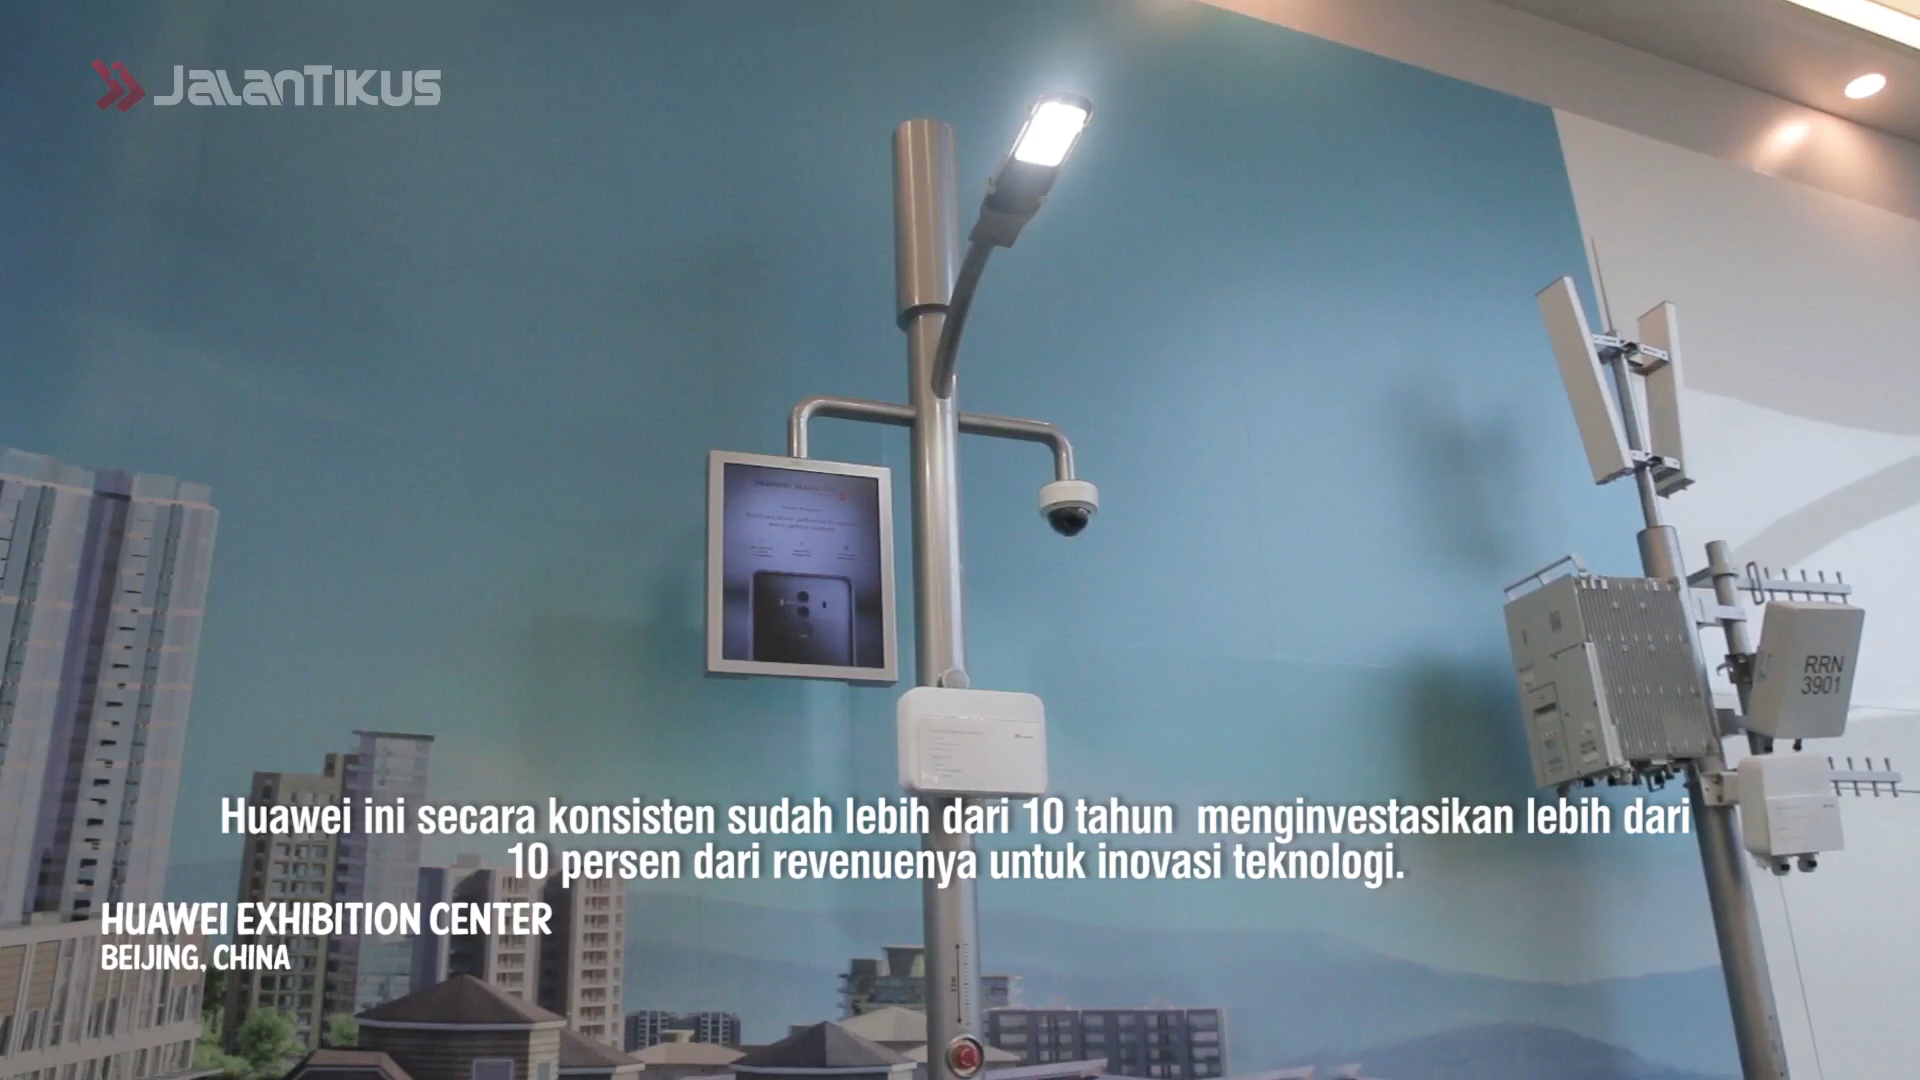 JALANTIKUS
RRN
3901
Huawei ini secara konsisten sudah lebih dari 10 tahun menginvestasikan lebih dari
10 persen dari revenuenya untuk inovasi teknologi.
HUAWEI EXHIBITION CENTER
BEIJING, CHINA